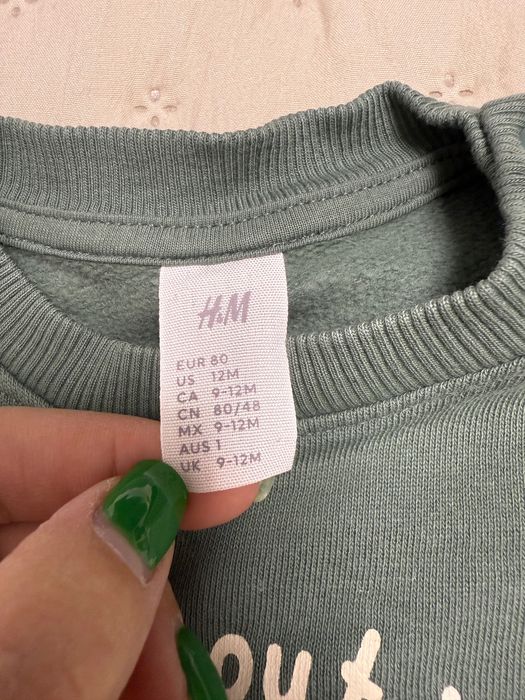 H&M
EUR 80
US 12M
CA 9-12M
CN 80/48
MX 9-12M
AUS 1
UK 9-12M